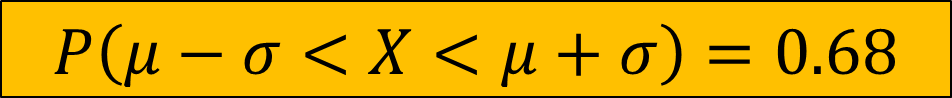 P(μ − σ < X < μ + σ) = 0.68